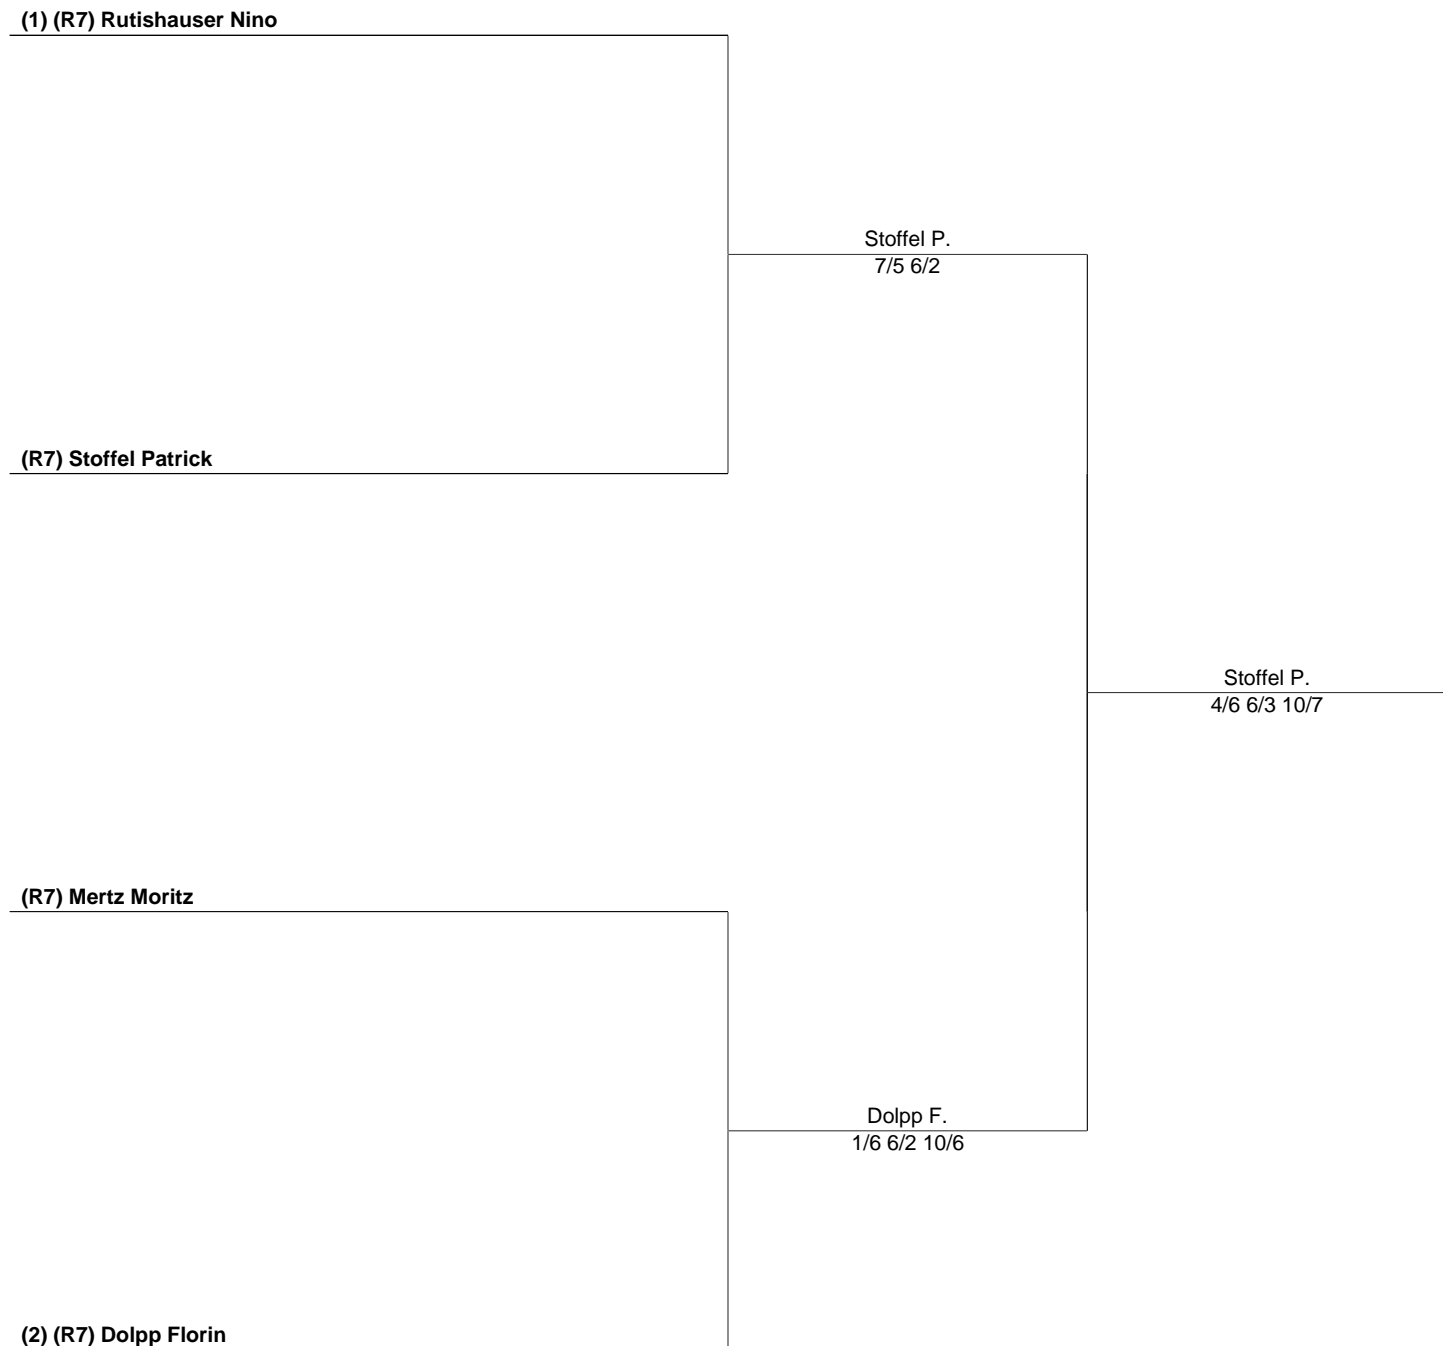 (1) (R7) Rutishauser Nino
Stoffel P.
7/5 6/2
(R7) Stoffel Patrick
Stoffel P.
4/6 6/3 10/7
(R7) Mertz Moritz
Dolpp F.
1/6 6/2 10/6
(2) (R7) Dolpp Florin